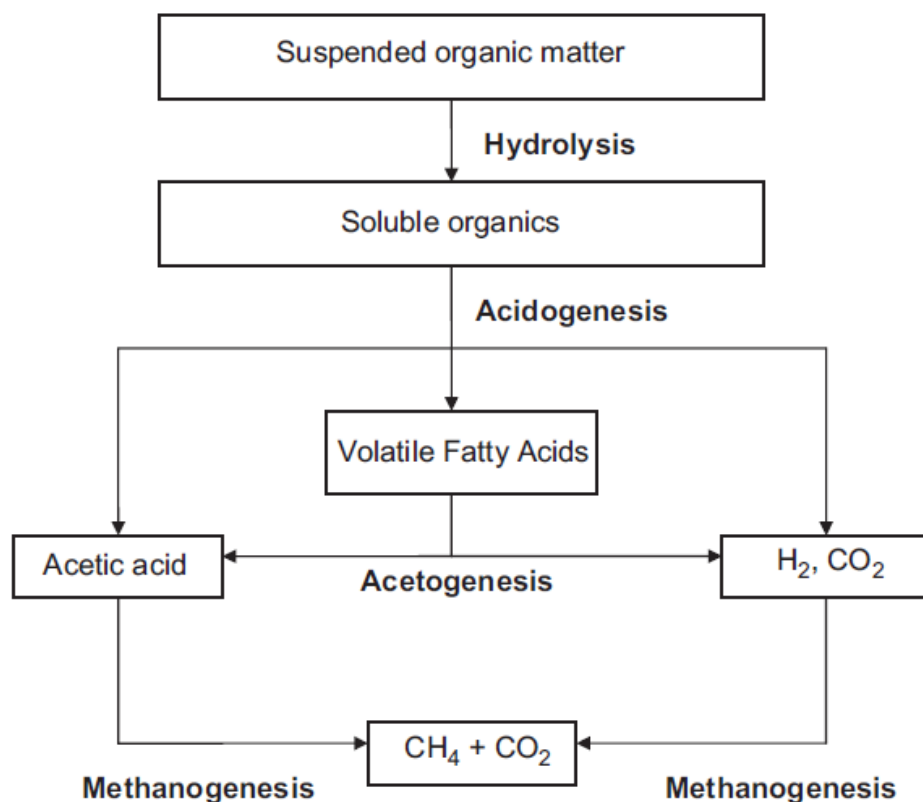 Suspended organic matter
Hydrolysis
Soluble organics
Acidogenesis
Volatile Fatty Acids
Acetic acid
H₂, CO₂
Acetogenesis
CH₄ + CO₂
Methanogenesis
Methanogenesis